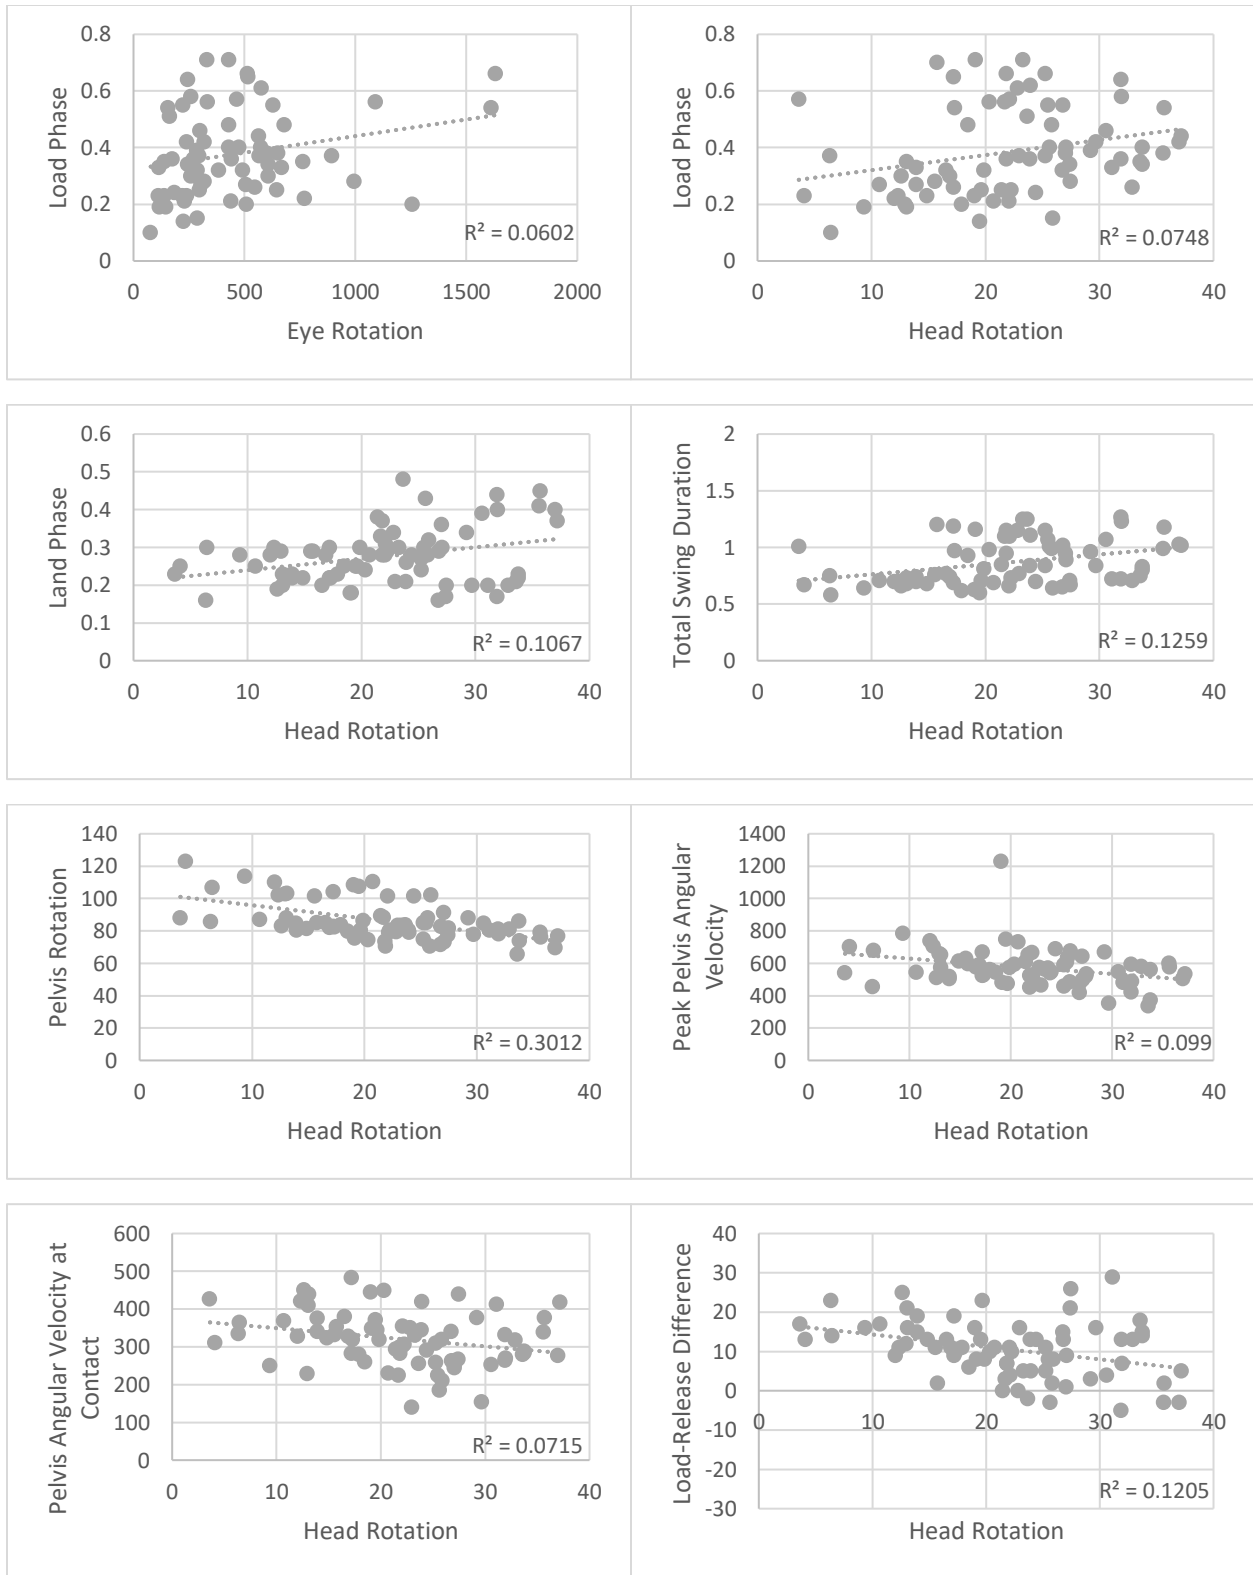 0.8
0.6
0.4
0.2
0
Load Phase
R² = 0.0602
0 500 1000 1500 2000
Eye Rotation
0.8
0.6
0.4
0.2
0
Load Phase
R² = 0.0748
0 10 20 30 40
Head Rotation
0.6
0.5
0.4
0.3
0.2
0.1
0
Land Phase
R² = 0.1067
0 10 20 30 40
Head Rotation
2
1.5
1
0.5
0
Total Swing Duration
R² = 0.1259
0 10 20 30 40
Head Rotation
140
120
100
80
60
40
20
0
Pelvis Rotation
R² = 0.3012
0 10 20 30 40
Head Rotation
1400
1200
1000
800
600
400
200
0
Peak Pelvis Angular
Velocity
R² = 0.099
0 10 20 30 40
Head Rotation
600
500
400
300
200
100
0
Pelvis Angular Velocity at
Contact
R² = 0.0715
0 10 20 30 40
Head Rotation
40
30
20
10
0
-10
-20
-30
Load-Release Difference
0 10 20 30 40
R² = 0.1205
Head Rotation